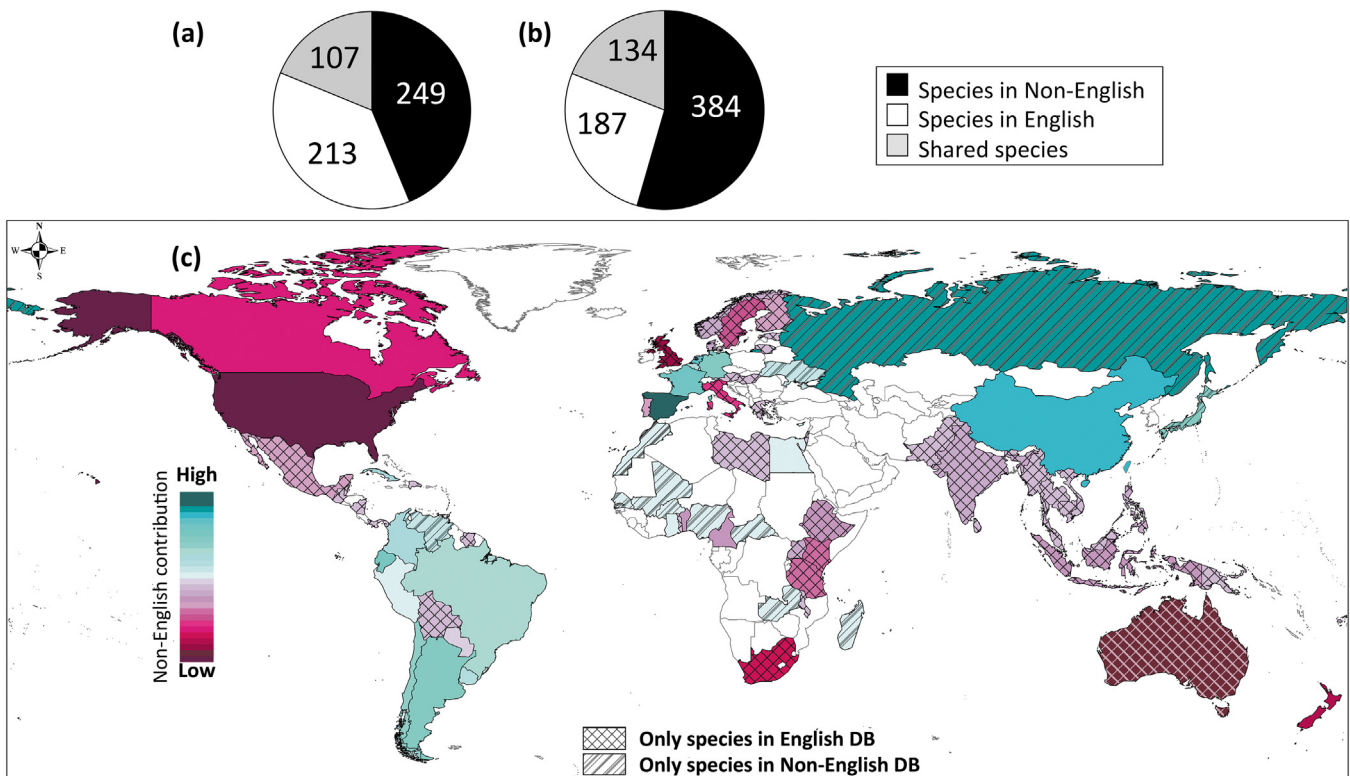 (a)
107
249
213
(b)
134
384
187
Species in Non-English
Species in English
Shared species
N
W E
S
(c)
High
Non-English contribution
Low
Only species in English DB
Only species in Non-English DB